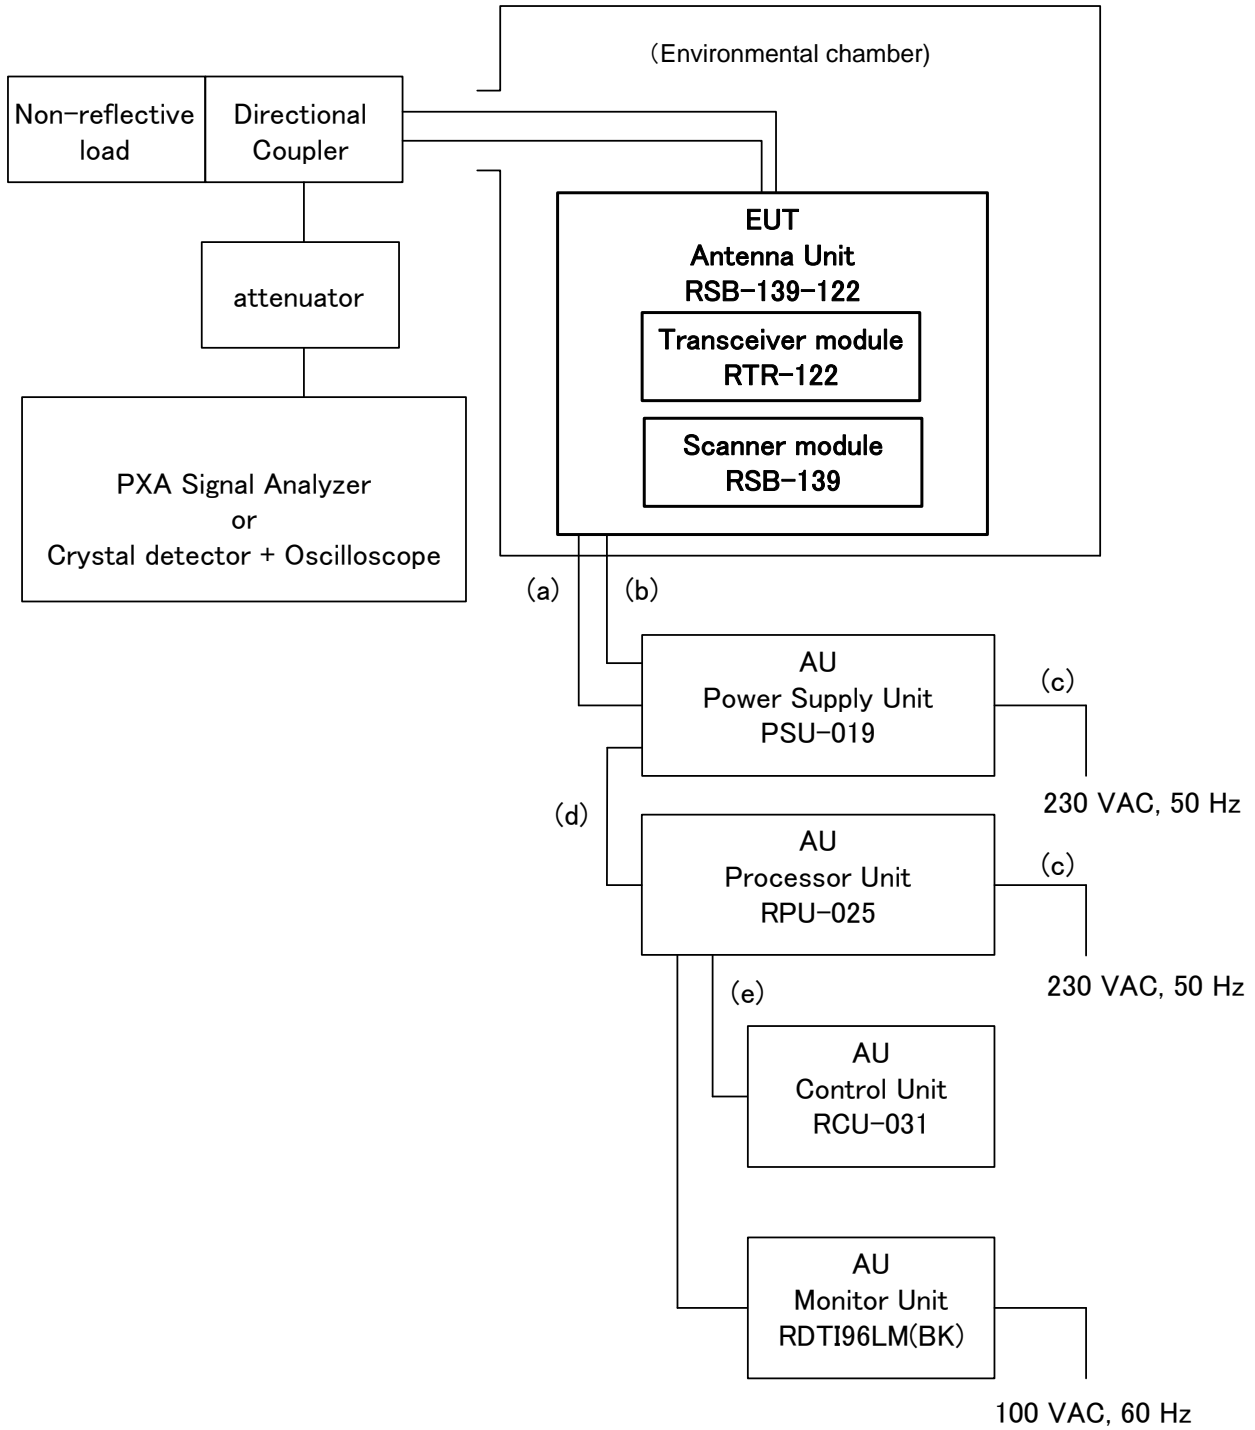 (Environmental chamber)
Non-reflective
load
Directional
Coupler
EUT
Antenna Unit
RSB-139-122
attenuator
Transceiver module
RTR-122
Scanner module
RSB-139
PXA Signal Analyzer
or
Crystal detector + Oscilloscope
(a)
(b)
AU
Power Supply Unit
PSU-019
(c)
230 VAC, 50 Hz
(d)
AU
Processor Unit
RPU-025
(c)
230 VAC, 50 Hz
(e)
AU
Control Unit
RCU-031
AU
Monitor Unit
RDTI96LM(BK)
100 VAC, 60 Hz